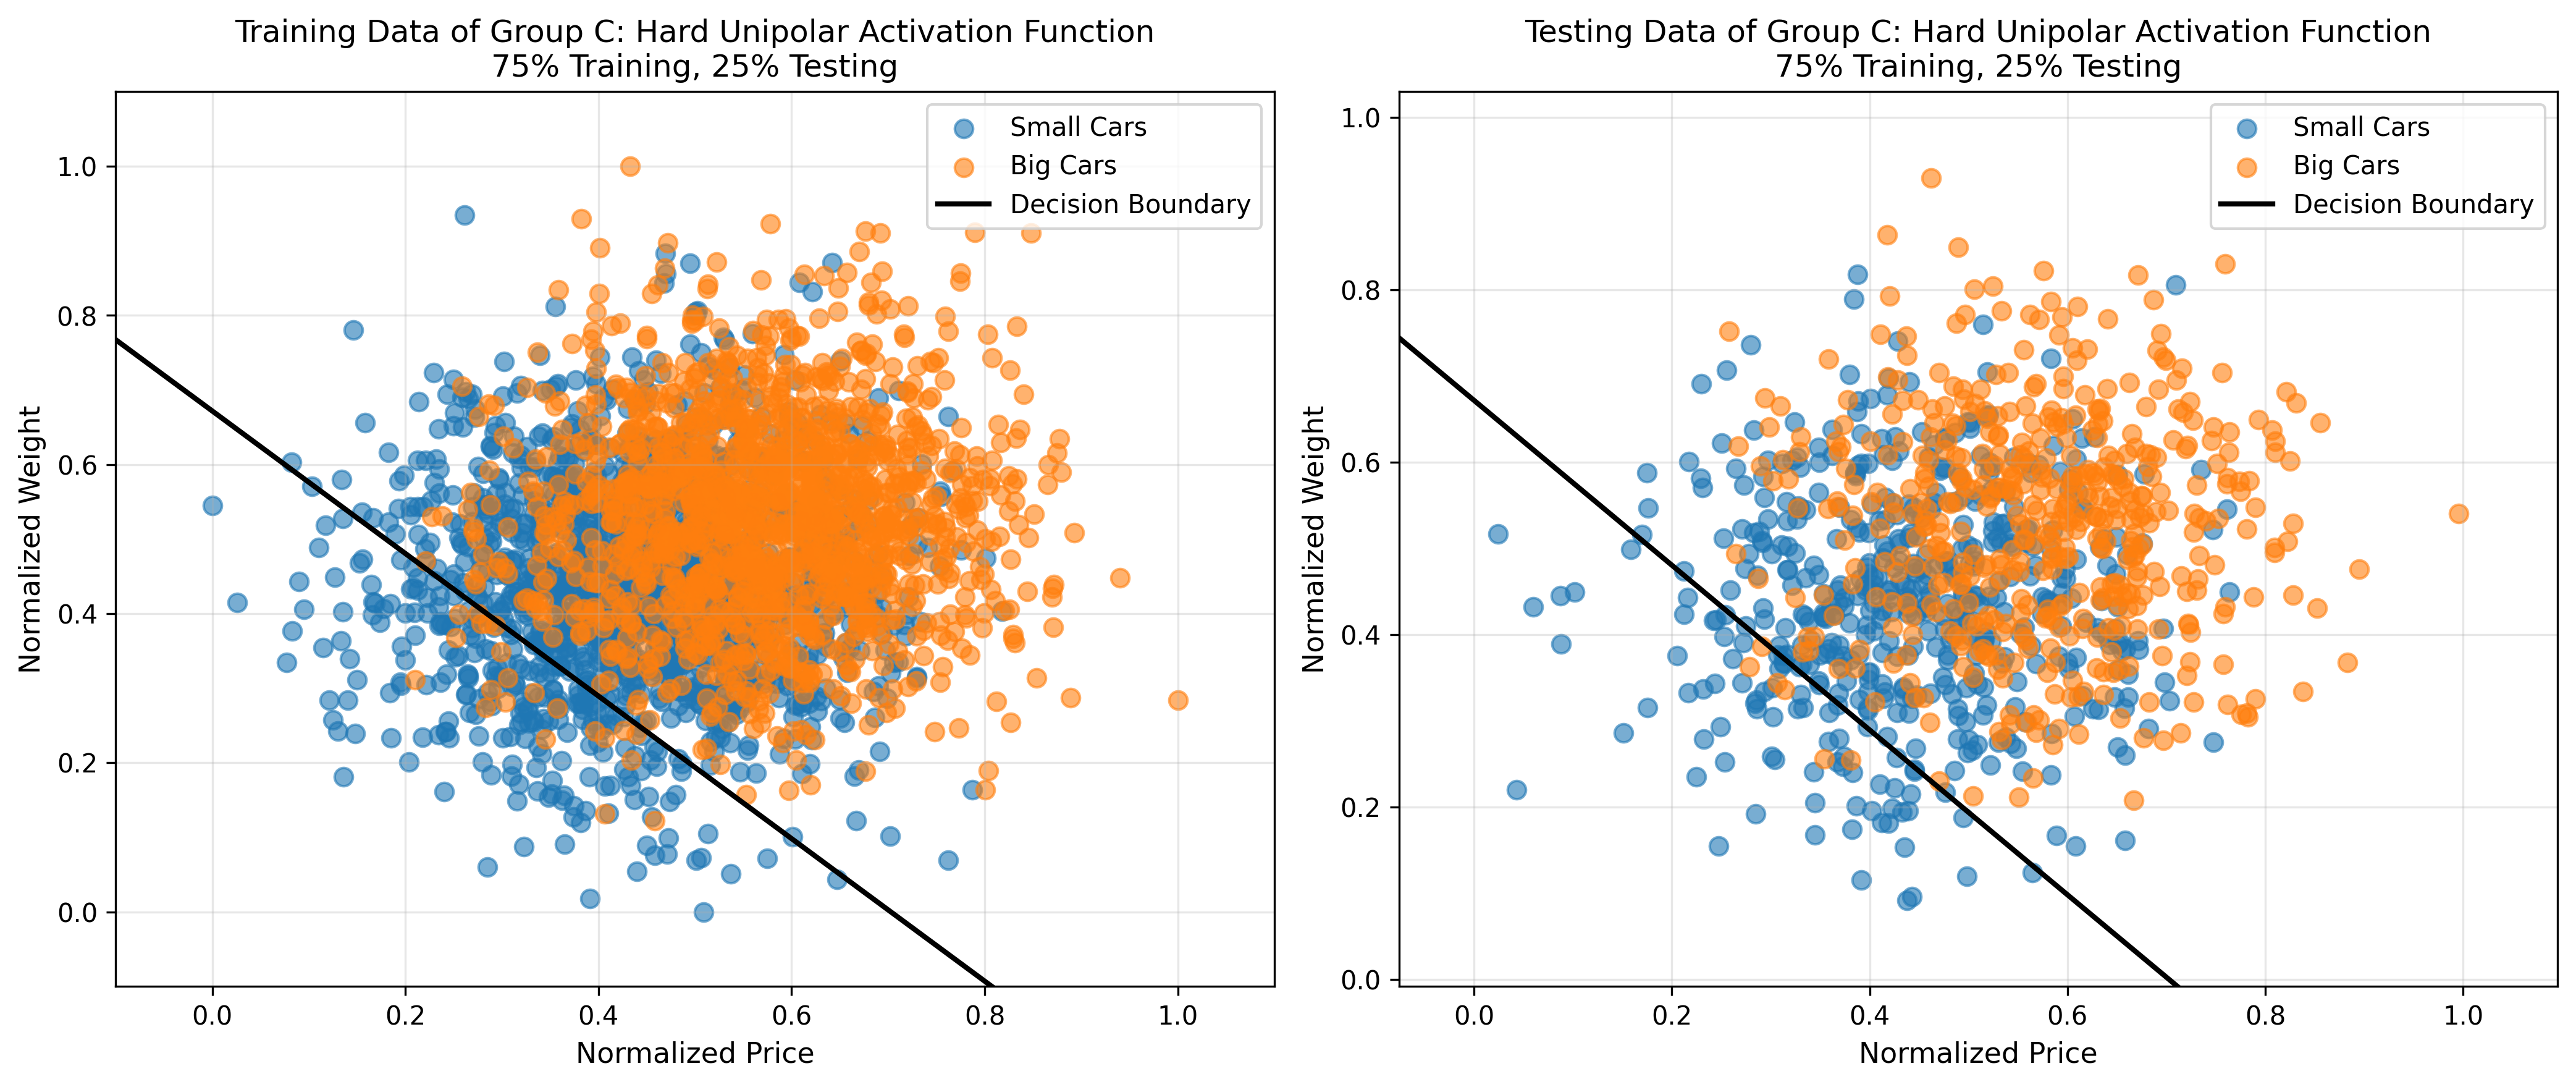 Training Data of Group C: Hard Unipolar Activation Function
75% Training, 25% Testing
Small Cars
Big Cars
Decision Boundary
1.0
0.8
0.6
0.4
0.2
0.0
Normalized Weight
0.0 0.2 0.4 0.6 0.8 1.0
Normalized Price
Testing Data of Group C: Hard Unipolar Activation Function
75% Training, 25% Testing
Small Cars
Big Cars
Decision Boundary
1.0
0.8
0.6
0.4
0.2
0.0
Normalized Weight
0.0 0.2 0.4 0.6 0.8 1.0
Normalized Price